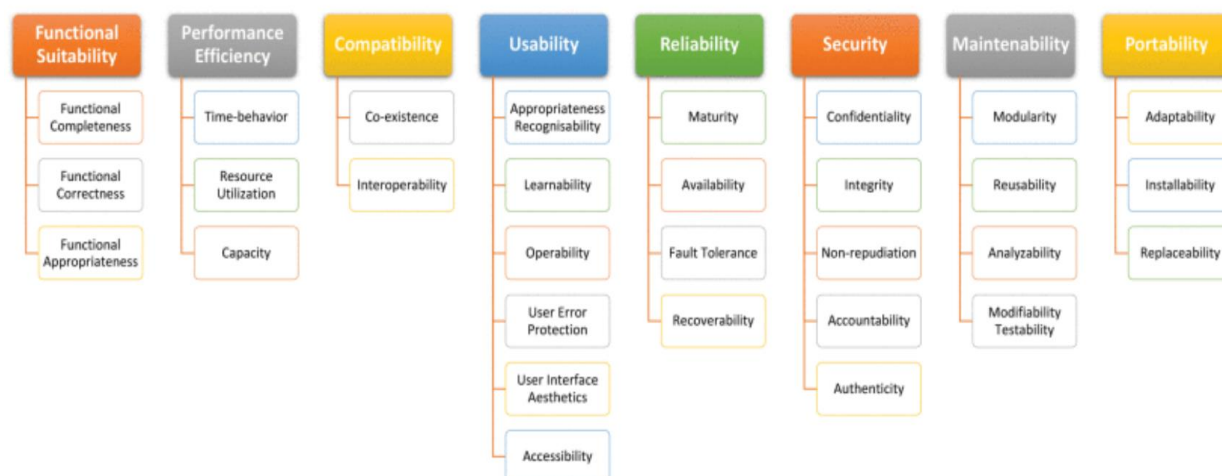 Functional
Suitability
Functional
Completeness
Functional
Correctness
Functional
Appropriateness
Performance
Efficiency
Time-behavior
Resource
Utilization
Capacity
Compatibility
Co-existence
Interoperability
Usability
Appropriateness
Recognisability
Learnability
Operability
User Error
Protection
User Interface
Aesthetics
Accessibility
Reliability
Maturity
Availability
Fault Tolerance
Recoverability
Security
Confidentiality
Integrity
Non-repudiation
Accountability
Authenticity
Maintenability
Modularity
Reusability
Analyzability
Modifiability
Testability
Portability
Adaptability
Installability
Replaceability